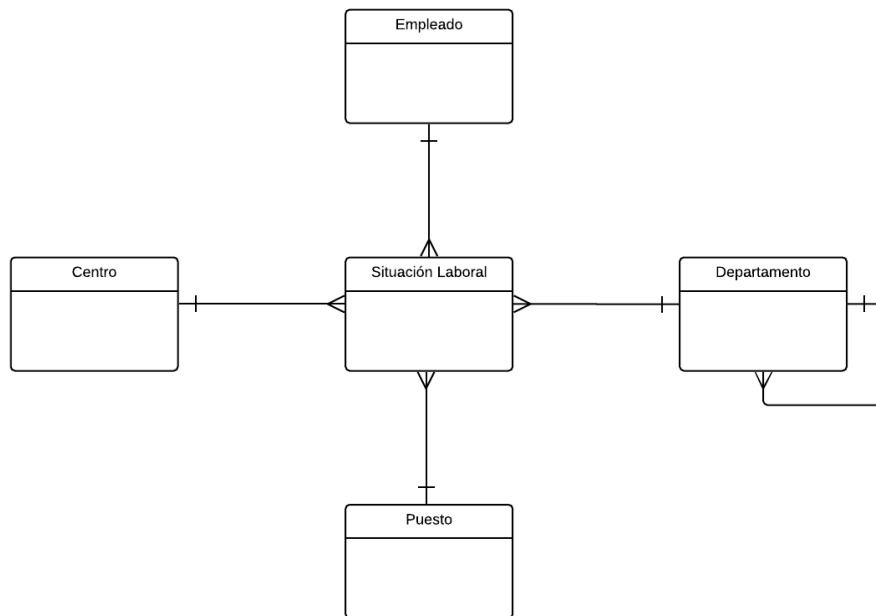 Empleado
Centro
Situación Laboral
Departamento
Puesto